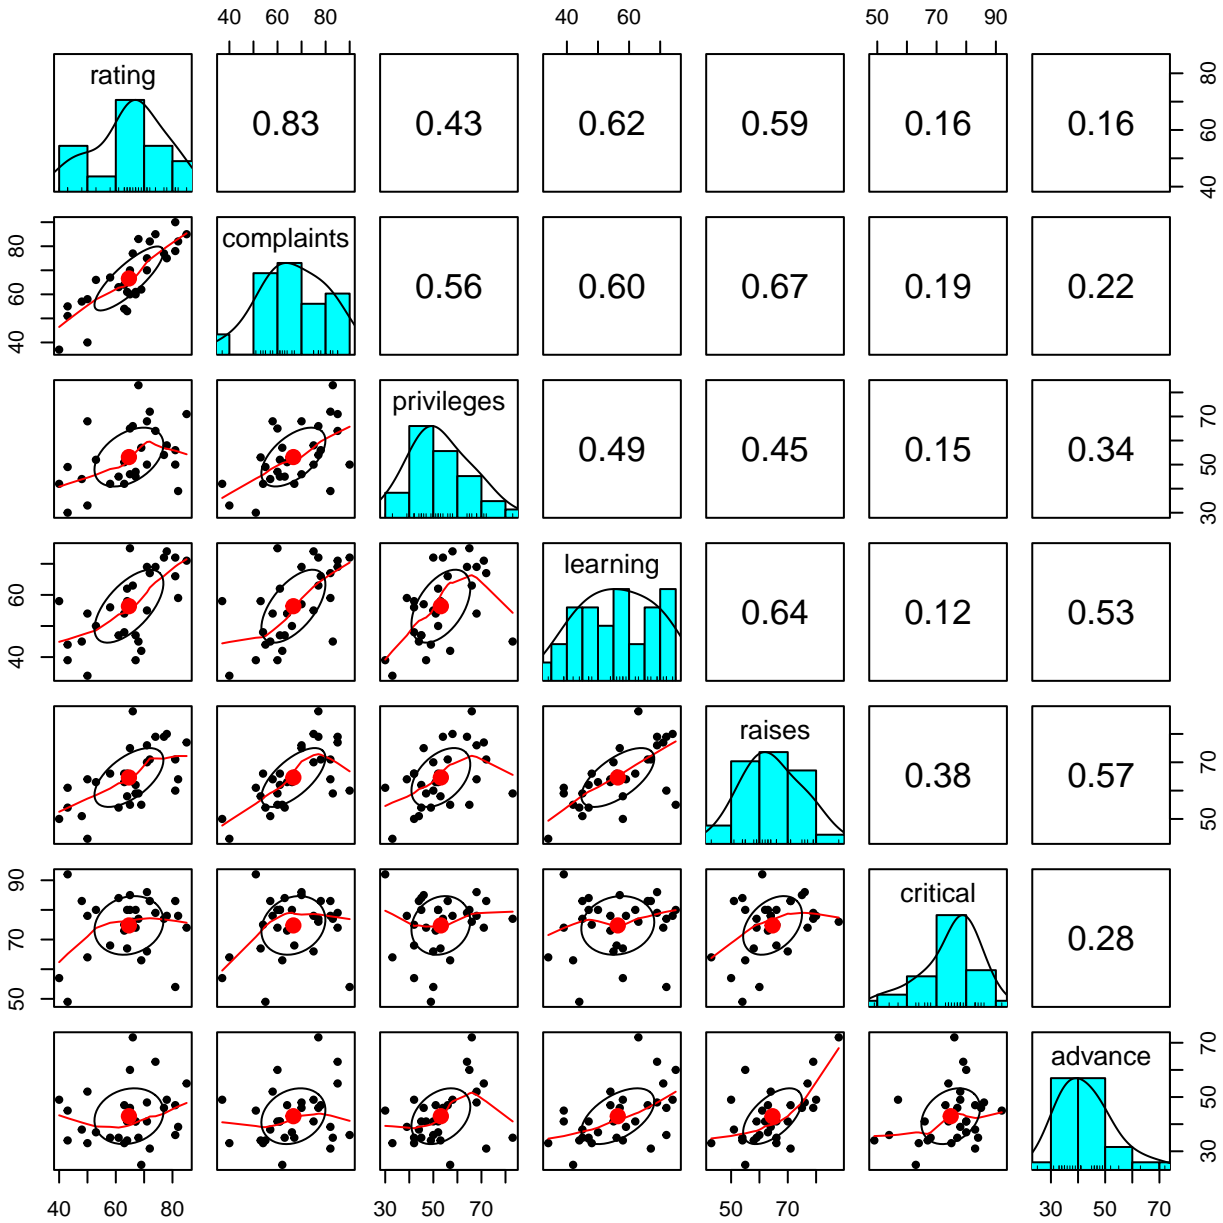 40 60 80 40 60 50 70 90
rating 0.83 0.43 0.62 0.59 0.16 0.16
40 60 80
40 60 80
complaints 0.56 0.60 0.67 0.19 0.22
privileges 0.49 0.45 0.15 0.34
30 50 70
40 60
learning 0.64 0.12 0.53
raises 0.38 0.57
50 70
50 70 90
critical 0.28
advance
30 50 70
40 60 80 30 50 70 50 70 30 50 70